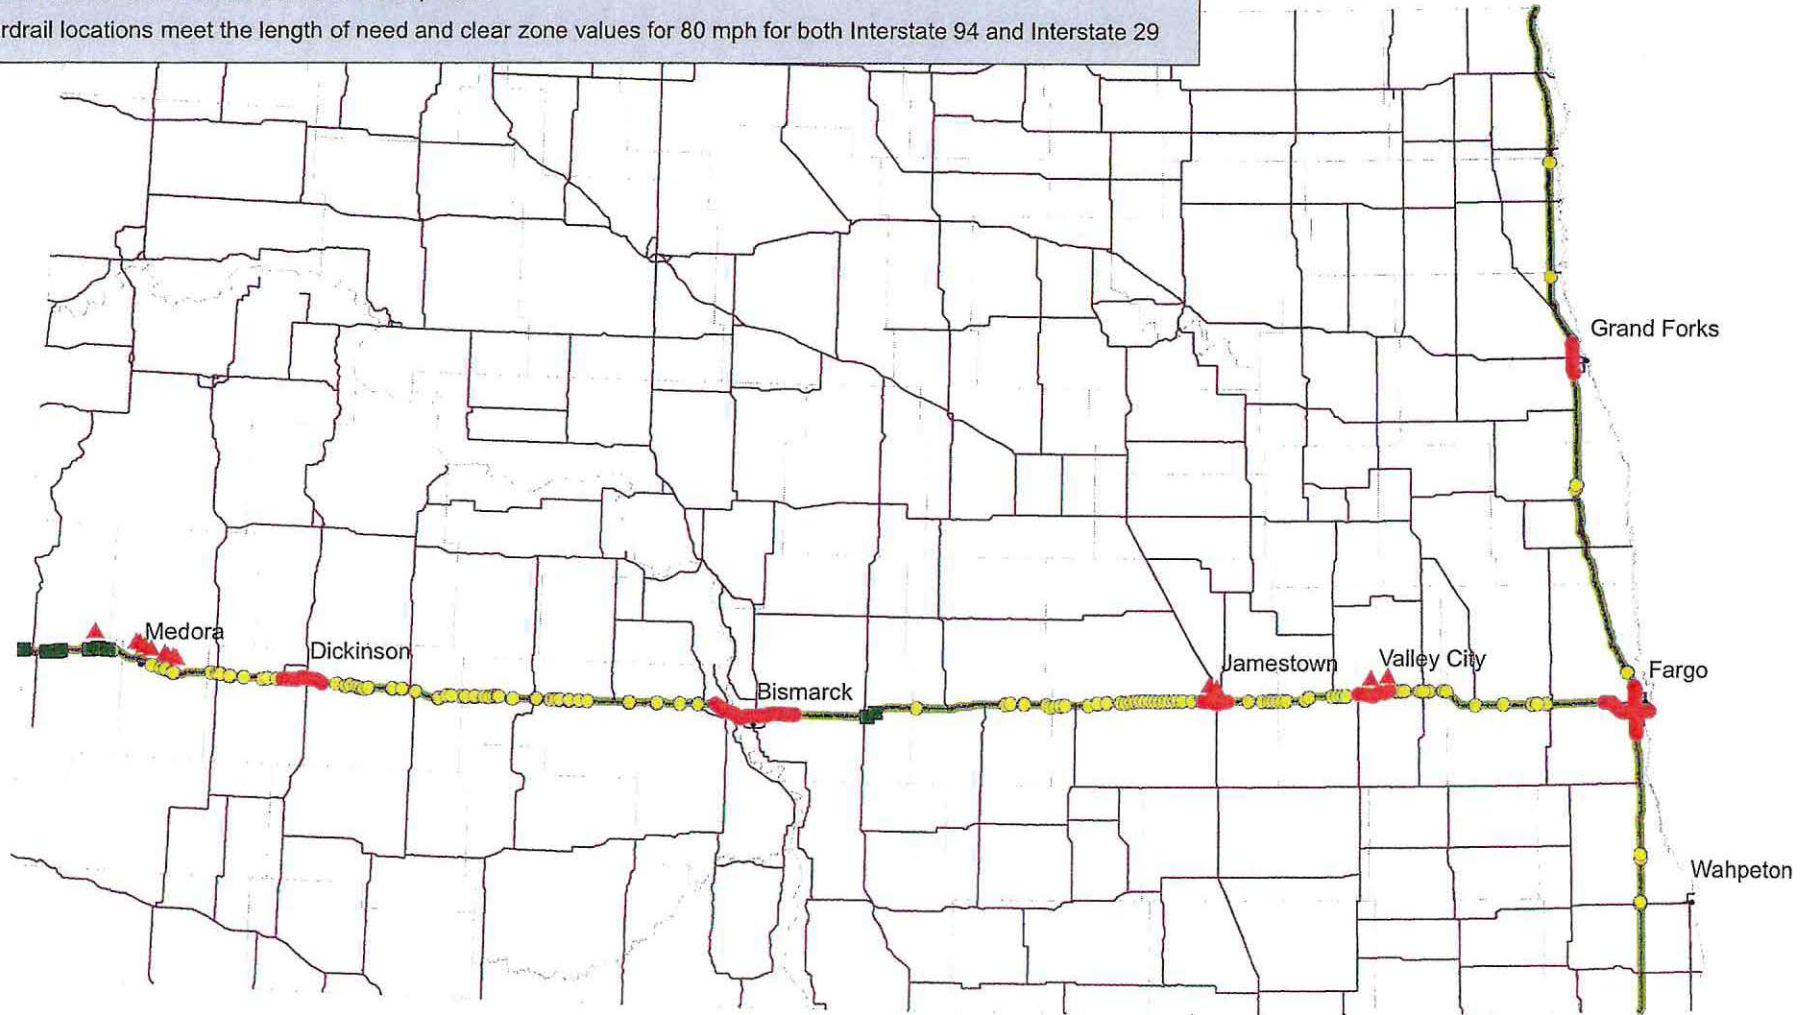 rdrail locations meet the length of need and clear zone values for 80 mph for both Interstate 94 and Interstate 29
Grand Forks
Medora
Dickinson
Bismarck
Jamestown
Valley City
Fargo
Wahpeton